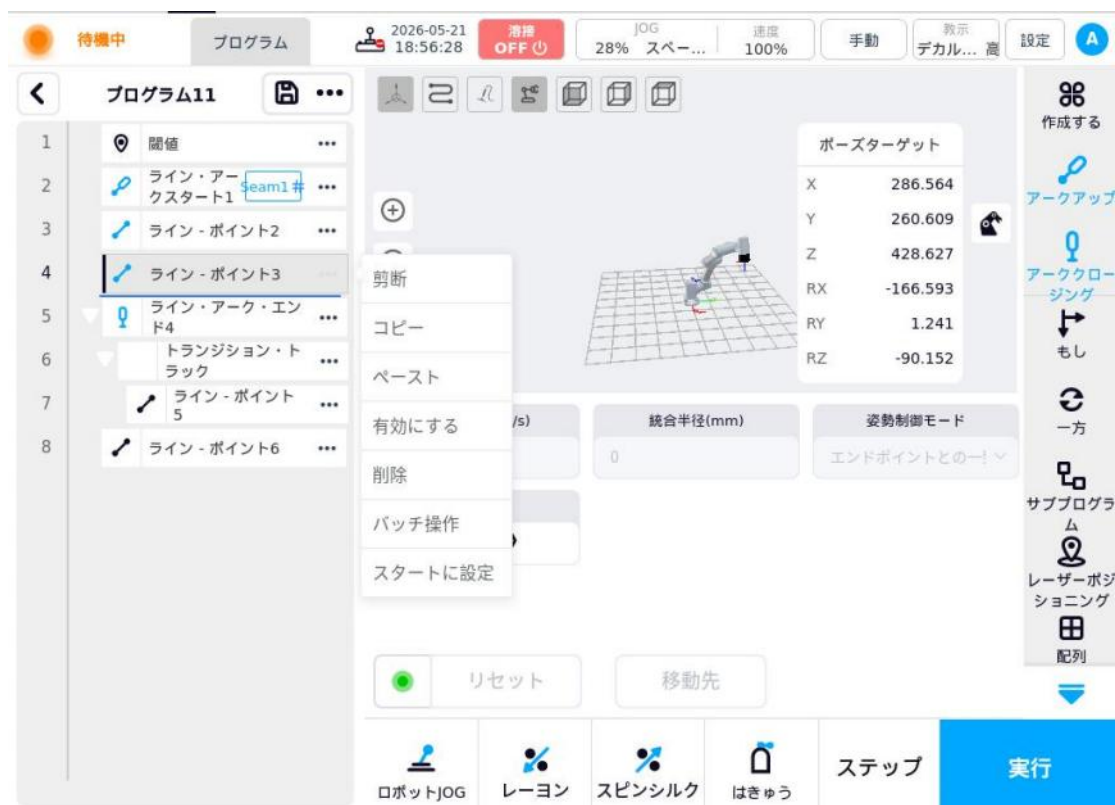 待機中
プログラム
2026-05-21
18:56:28
溶接
OFF
JOG
28% スペー...
速度
100%
手動
教示
デカル... 高
設定
A
プログラム11
•••
1
閾値
•••
2
ライン・アー
クスタート1
Seam1#
•••
3
ライン - ポイント2
•••
4
ライン - ポイント3
5
ライン・アーク・エン
ド4
•••
6
トランジション・ト
ラック
•••
7
ライン - ポイント
5
•••
8
ライン - ポイント6
•••
剪断
コピー
ペースト
有効にする
削除
バッチ操作
スタートに設定
ポーズターゲット
X 286.564
Y 260.609
Z 428.627
RX -166.593
RY 1.241
RZ -90.152
/s)
統合半径(mm)
0
姿勢制御モード
エンドポイントとの一
リセット
移動先
作成する
アークアップ
アーククロー
ジング
もし
一方
サブプログラ
ム
レーザーポジ
ショニング
配列
ロボットJOG
レーヨン
スピンシルク
はきゅう
ステップ
実行